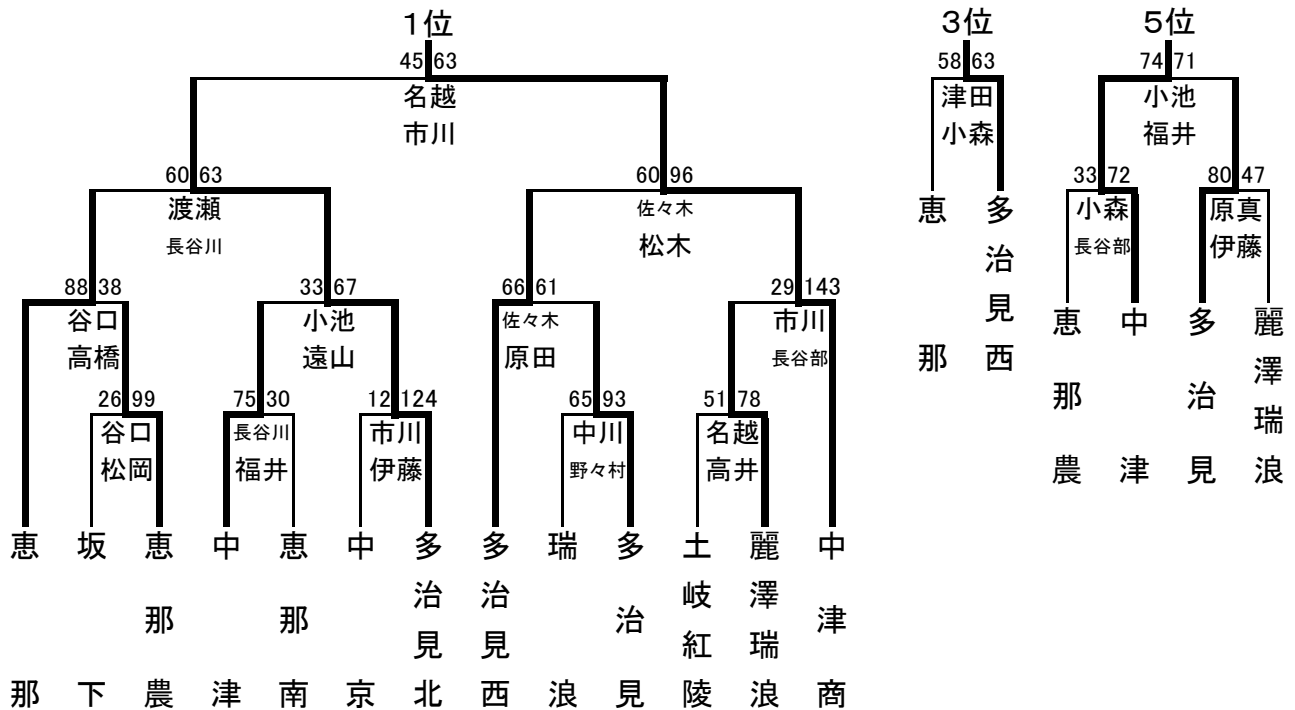 1位
45 63
名越
市川
60 63
渡瀬
長谷川
60 96
佐々木
松木
88 38
谷口
高橋
33 67
小池
遠山
66 61
佐々木
原田
29 143
市川
長谷部
26 99
谷口
松岡
75 30
長谷川
福井
12 124
市川
伊藤
65 93
中川
野々村
51 78
名越
高井
恵那
坂下
恵那農
中津
恵那南
中京
多治見北
多治見西
瑞浪
多治見
土岐紅陵
麗澤瑞浪
中津商
3位
58 63
津田
小森
恵那
多治見西
5位
74 71
小池
福井
33 72
小森
長谷部
80 47
原真
伊藤
恵那農
中津
多治見
麗澤瑞浪